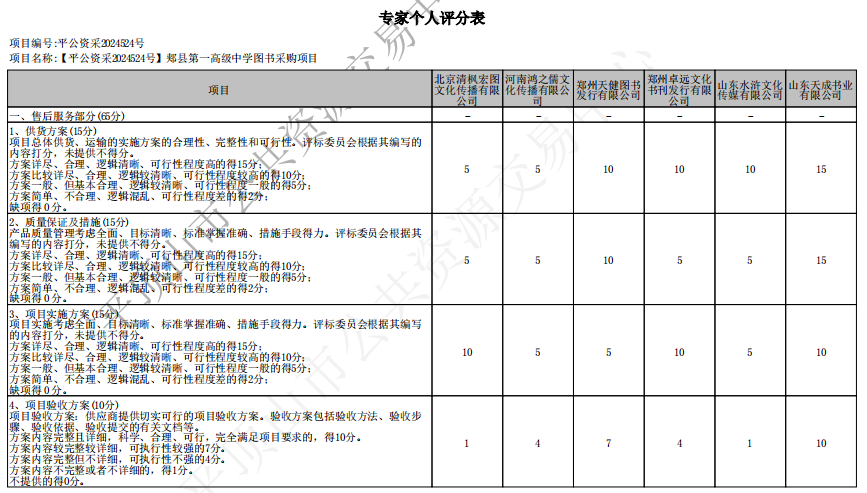 专家个人评分表
项目编号:平公资采2024524号
项目名称:【平公资采2024524号】郏县第一高级中学图书采购项目
项目 北京清枫宏图文化传播有限公司 河南鸿之儒文化传播有限公司 郑州天健图书发行有限公司 郑州卓远文化书刊发行有限公司 山东水浒文化传媒有限公司 山东天成书业有限公司
一、售后服务部分(65分) - - - - - -
1、供货方案(15分)
项目总体供货、运输的实施方案的合理性、完整性和可行性。评标委员会根据其编写的
内容打分，未提供不得分。
方案详尽、合理、逻辑清晰、可行性程度高的得15分；
方案比较详尽、合理、逻辑较清晰、可行性程度较高的得10分；
方案一般、但基本合理、逻辑较清晰、可行性程度一般的得5分；
方案简单、不合理、逻辑混乱、可行性程度差的得2分；
缺项得0分。
5 5 10 10 10 15
2、质量保证及措施(15分)
产品质量管理考虑全面、目标清晰、标准掌握准确、措施手段得力。评标委员会根据其
编写的内容打分，未提供不得分。
方案详尽、合理、逻辑清晰、可行性程度高的得15分；
方案比较详尽、合理、逻辑较清晰、可行性程度较高的得10分；
方案一般、但基本合理、逻辑较清晰、可行性程度一般的得5分；
方案简单、不合理、逻辑混乱、可行性程度差的得2分；
缺项得0分。
5 5 10 5 5 15
3、项目实施方案(15分)
项目实施考虑全面、目标清晰、标准掌握准确、措施手段得力。评标委员会根据其编写
的内容打分，未提供不得分。
方案详尽、合理、逻辑清晰、可行性程度高的得15分；
方案比较详尽、合理、逻辑较清晰、可行性程度较高的得10分；
方案一般、但基本合理、逻辑较清晰、可行性程度一般的得5分；
方案简单、不合理、逻辑混乱、可行性程度差的得2分；
缺项得0分。
10 5 5 10 5 10
4、项目验收方案(10分)
项目验收方案：供应商提供切实可行的项目验收方案。验收方案包括验收方法、验收步
骤、验收依据、验收提交的有关文档等。
方案内容完整且详细，科学、合理、可行，完全满足项目要求的，得10分。
方案内容较完整较详细，可执行性较强的7分。
方案内容完整但不详细，可执行性不强的4分。
方案内容不完整或者不详细的，得1分。
不提供的得0分。
1 4 7 4 1 10
平顶山市公共资源交易中心
平顶山市公共资源交易中心